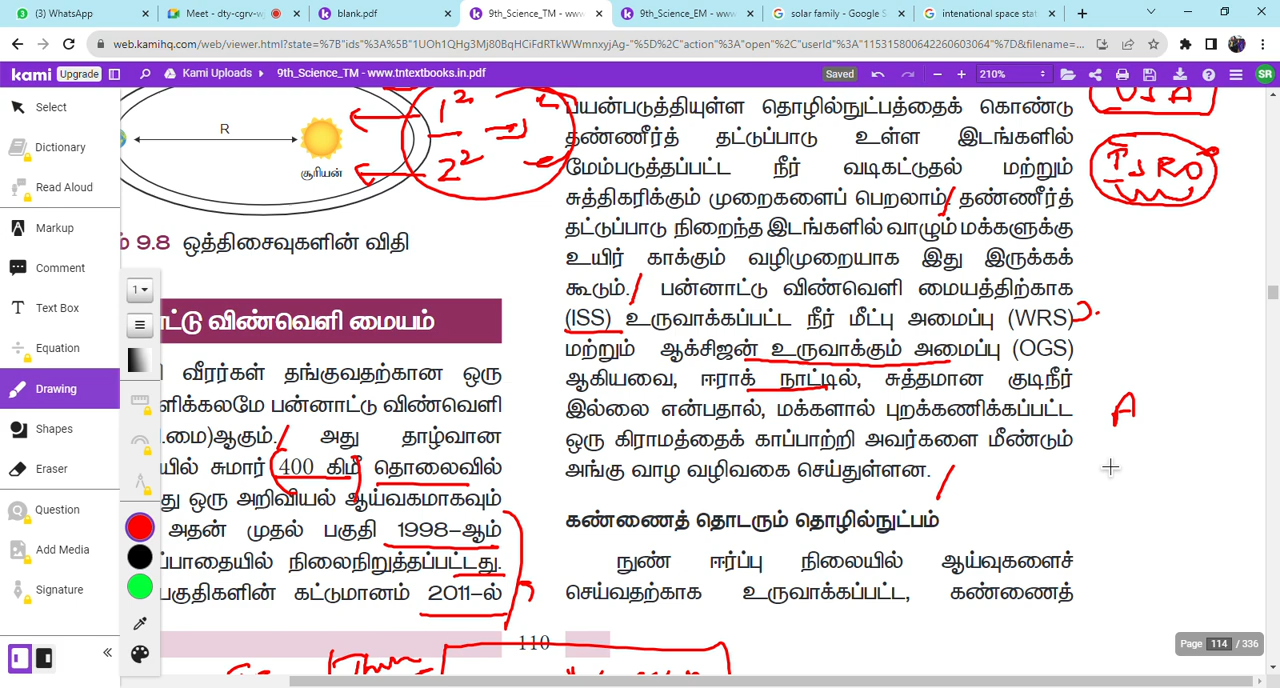 (3) WhatsApp
Meet - dty-cgrv-w
blank.pdf
9th_Science_TM - www
9th_Science_EM - www
solar family - Google S
intenational space stat
web.kamihq.com/web/viewer.html?state=%7B"ids"%3A%5B"1UOh1QHg3Mj80BqHCiFdRTkWWmnxyjAg-"%5D%2C"action"%3A"open"%2C"userId"%3A"115315800642260603064"%7D&filename=...
kami Upgrade
Kami Uploads
9th_Science_TM - www.tntextbooks.in.pdf
Saved
210%
SR
Select
Dictionary
Read Aloud
Markup
Comment
Text Box
Equation
Drawing
Shapes
Eraser
Question
Add Media
Signature
1
R
சூரியன்
1²
2²
ம் 9.8 ஒத்திசைவுகளின் விதி
ாட்டு விண்வெளி மையம்
வீரர்கள் தங்குவதற்கான ஒரு
ளிக்கலமே பன்னாட்டு விண்வெளி
.மை)ஆகும். அது தாழ்வான
யில் சுமார் 400 கிமீ தொலைவில்
து ஒரு அறிவியல் ஆய்வகமாகவும்
அதன் முதல் பகுதி 1998–ஆம்
ப்பாதையில் நிலைநிறுத்தப்பட்டது.
பகுதிகளின் கட்டுமானம் 2011–ல்
110
பயன்படுத்தியுள்ள தொழில்நுட்பத்தைக் கொண்டு
தண்ணீர்த் தட்டுப்பாடு உள்ள இடங்களில்
மேம்படுத்தப்பட்ட நீர் வடிகட்டுதல் மற்றும்
சுத்திகரிக்கும் முறைகளைப் பெறலாம். தண்ணீர்த்
தட்டுப்பாடு நிறைந்த இடங்களில் வாழும் மக்களுக்கு
உயிர் காக்கும் வழிமுறையாக இது இருக்கக்
கூடும். பன்னாட்டு விண்வெளி மையத்திற்காக
(ISS) உருவாக்கப்பட்ட நீர் மீட்பு அமைப்பு (WRS)
மற்றும் ஆக்சிஜன் உருவாக்கும் அமைப்பு (OGS)
ஆகியவை, ஈராக் நாட்டில், சுத்தமான குடிநீர்
இல்லை என்பதால், மக்களால் புறக்கணிக்கப்பட்ட
ஒரு கிராமத்தைக் காப்பாற்றி அவர்களை மீண்டும்
அங்கு வாழ வழிவகை செய்துள்ளன.
கண்ணைத் தொடரும் தொழில்நுட்பம்
நுண் ஈர்ப்பு நிலையில் ஆய்வுகளைச்
செய்வதற்காக உருவாக்கப்பட்ட, கண்ணைத்
USA
ISRO
A
Page 114 / 336